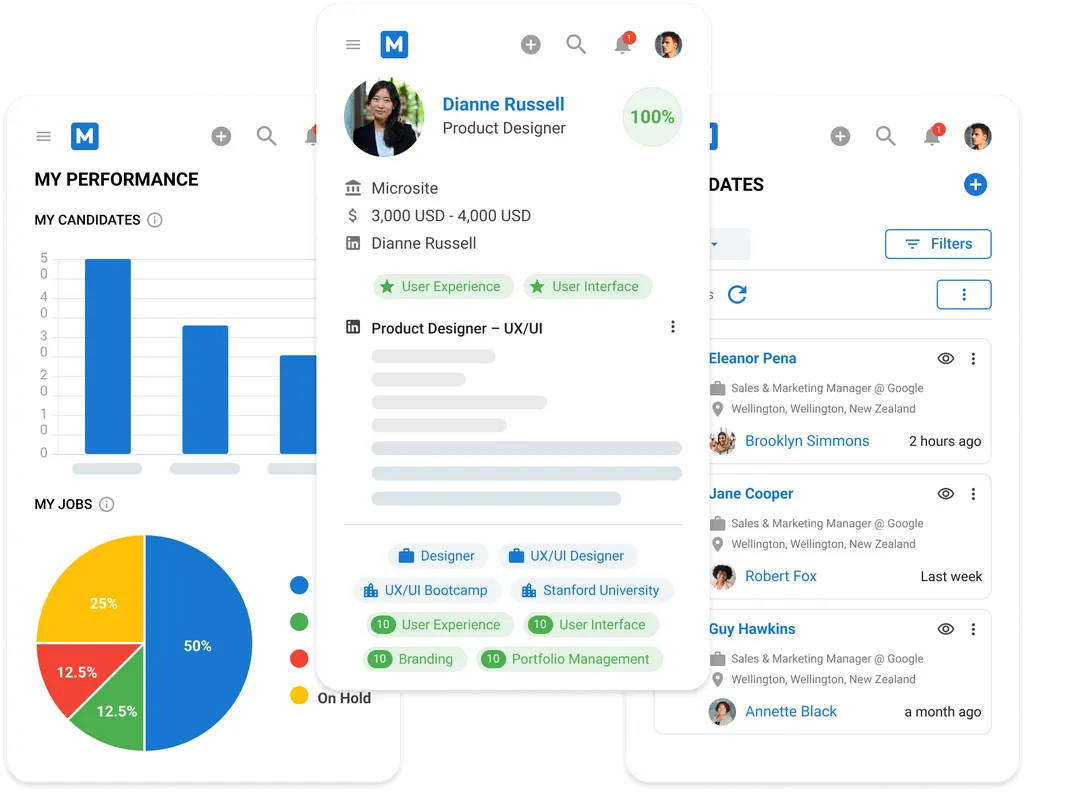 M
MY PERFORMANCE
MY CANDIDATES
5
0
4
0
3
0
2
0
1
0
0
MY JOBS
25%
50%
12.5%
12.5%
On Hold
M
1
Dianne Russell
Product Designer
100%
Microsite
$ 3,000 USD - 4,000 USD
in Dianne Russell
User Experience User Interface
in Product Designer – UX/UI
Designer UX/UI Designer
UX/UI Bootcamp Stanford University
10 User Experience 10 User Interface
10 Branding 10 Portfolio Management
1
DATES
Filters
s
Eleanor Pena
Sales & Marketing Manager @ Google
Wellington, Wellington, New Zealand
Brooklyn Simmons 2 hours ago
Jane Cooper
Sales & Marketing Manager @ Google
Wellington, Wellington, New Zealand
Robert Fox Last week
Guy Hawkins
Sales & Marketing Manager @ Google
Wellington, Wellington, New Zealand
Annette Black a month ago